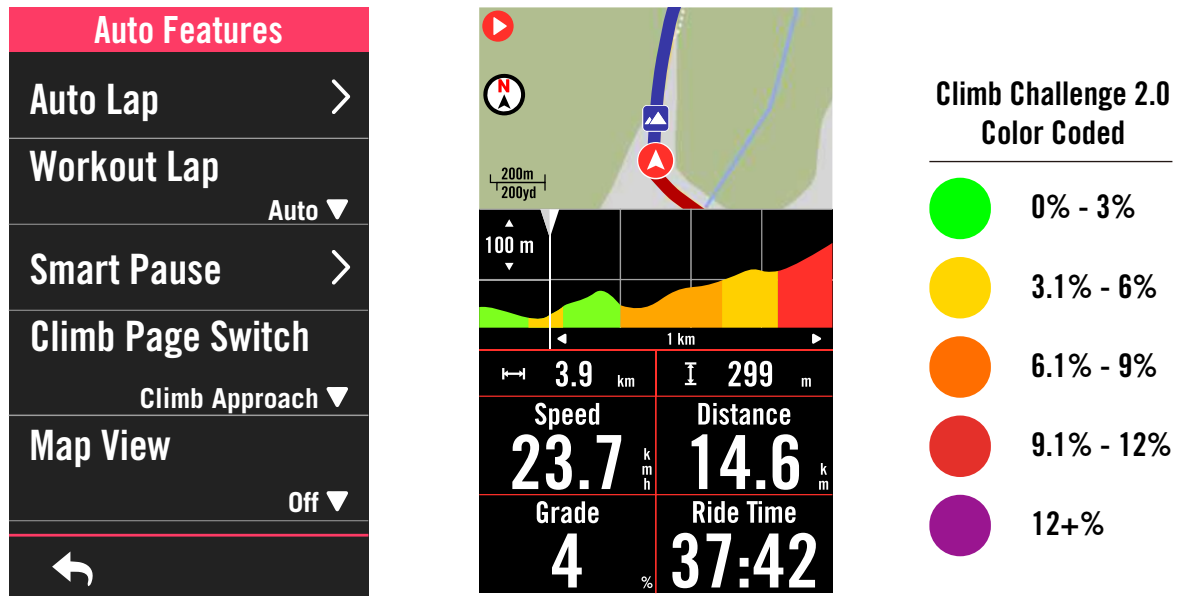 Auto Features
Auto Lap
Workout Lap
Auto
Smart Pause
Climb Page Switch
Climb Approach
Map View
Off
N
200m
200yd
100 m
1 km
3.9 km
299 m
Speed
Distance
23.7 kmh
14.6 km
Grade
Ride Time
4 %
37:42
Climb Challenge 2.0
Color Coded
0% - 3%
3.1% - 6%
6.1% - 9%
9.1% - 12%
12+%